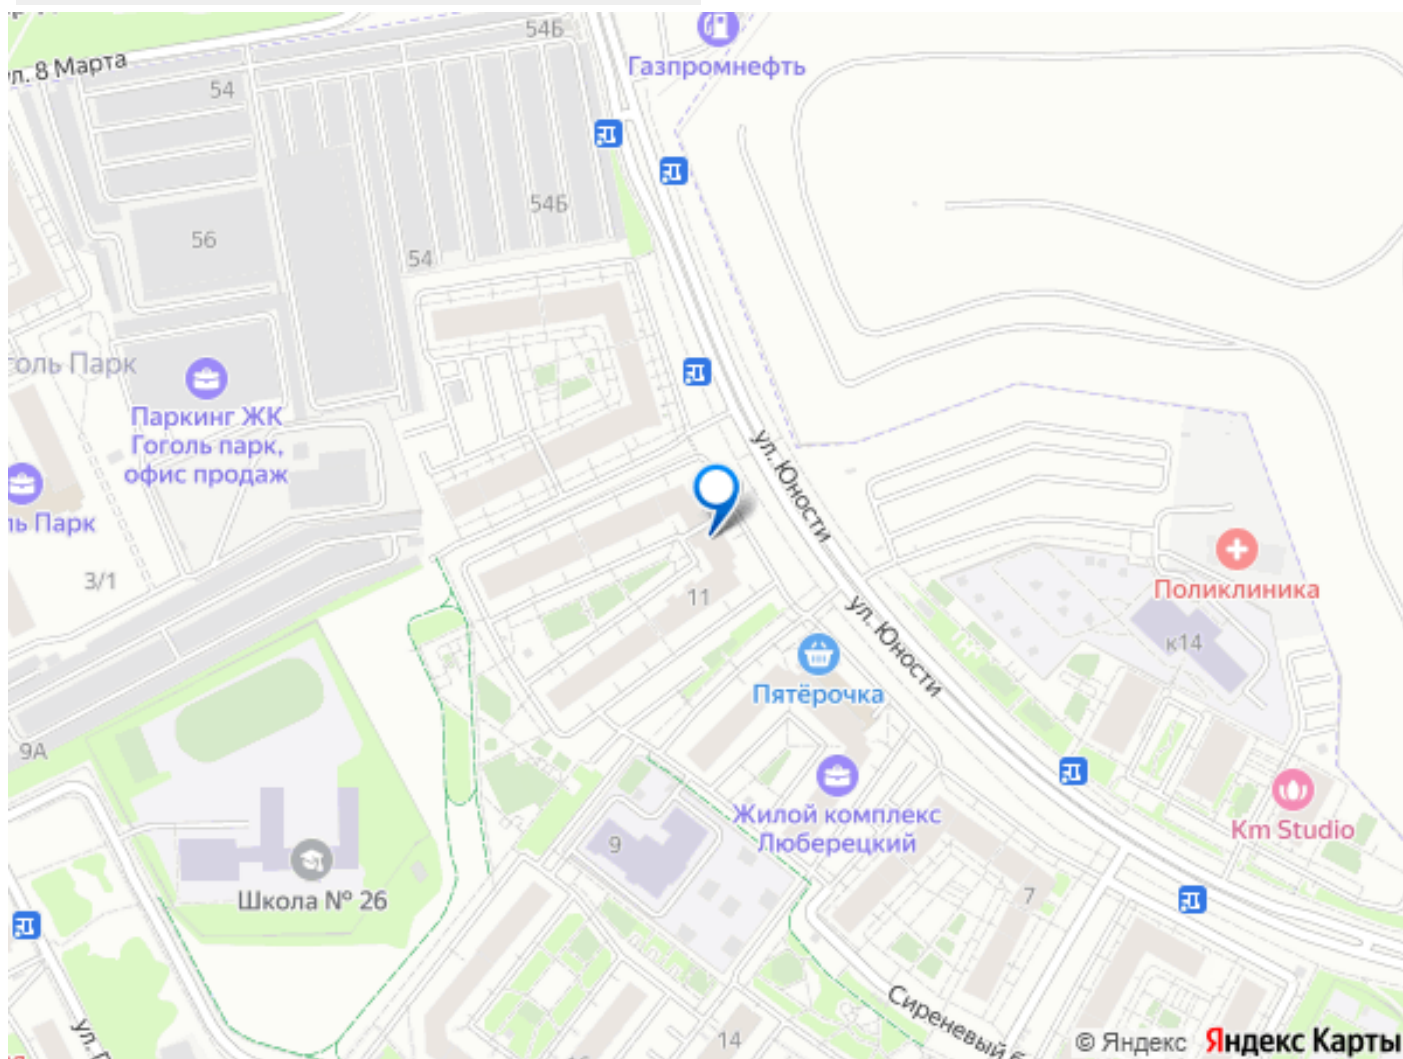 54Б
Газпромнефть
ул. 8 Марта
54
54Б
56
54
Гоголь Парк
Паркинг ЖК
Гоголь парк,
офис продаж
ул. Юности
ль Парк
3/1
11
Поликлиника
ул. Юности
к14
Пятёрочка
9А
Жилой комплекс
Люберецкий
Km Studio
9
Школа № 26
7
Сиреневый б
14
© Яндекс Яндекс Карты